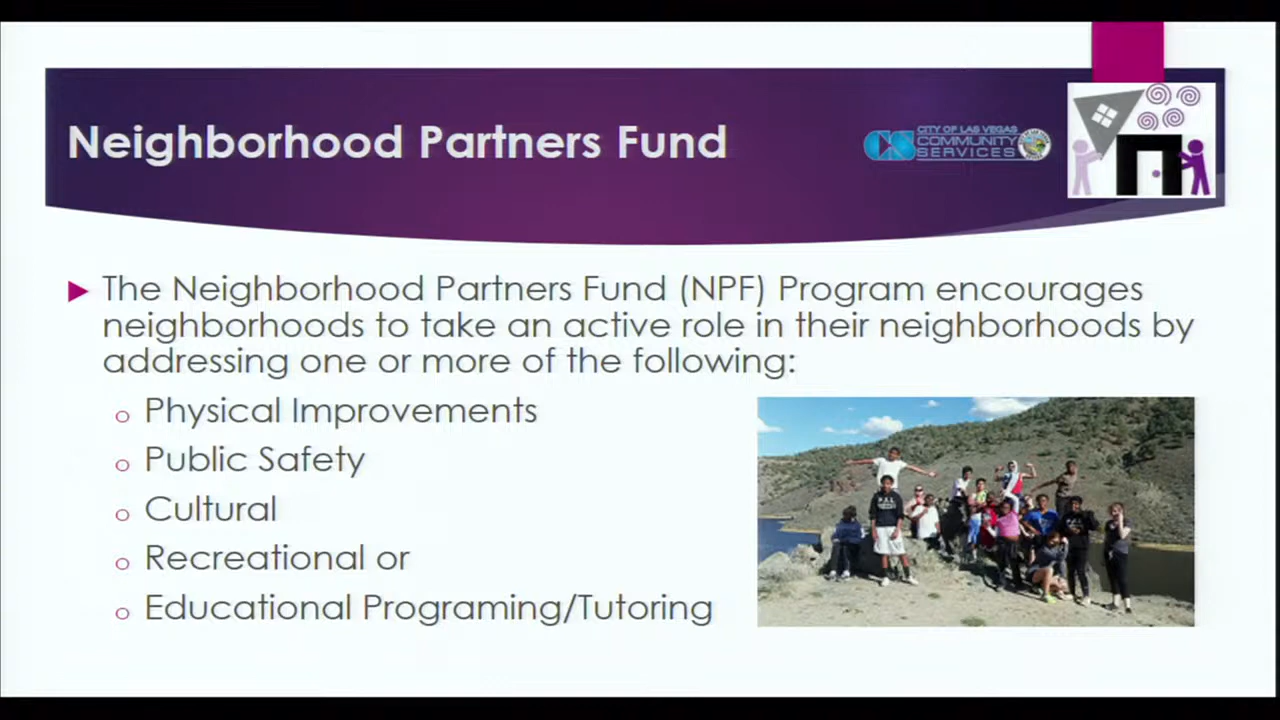 Neighborhood Partners Fund
CITY OF LAS VEGAS
COMMUNITY
SERVICES
The Neighborhood Partners Fund (NPF) Program encourages
neighborhoods to take an active role in their neighborhoods by
addressing one or more of the following:
Physical Improvements
Public Safety
Cultural
Recreational or
Educational Programing/Tutoring